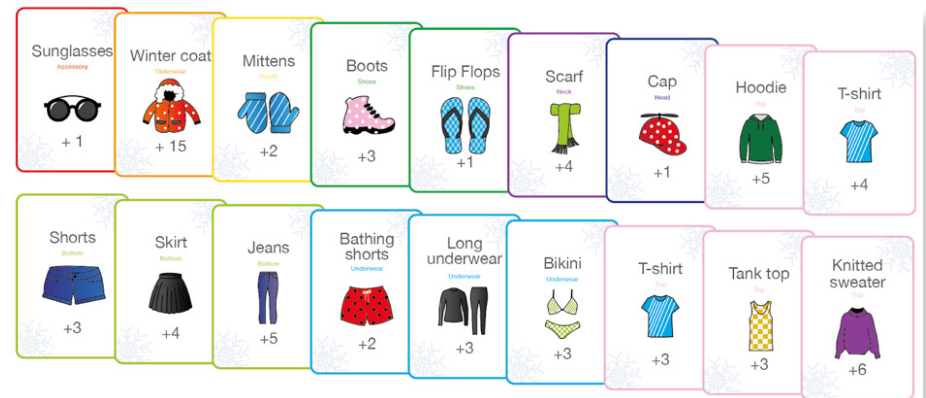 Sunglasses
Accessory
+ 1
Winter coat
Outerwear
+ 15
Mittens
Hands
+2
Boots
Shoes
+3
Flip Flops
Shoes
+1
Scarf
Neck
+4
Cap
Head
+1
Hoodie
Top
+5
T-shirt
Top
+4
Shorts
Bottom
+3
Skirt
Bottom
+4
Jeans
Bottom
+5
Bathing
shorts
Underwear
+2
Long
underwear
Underwear
+3
Bikini
Underwear
+3
T-shirt
Top
+3
Tank top
Top
+3
Knitted
sweater
Top
+6